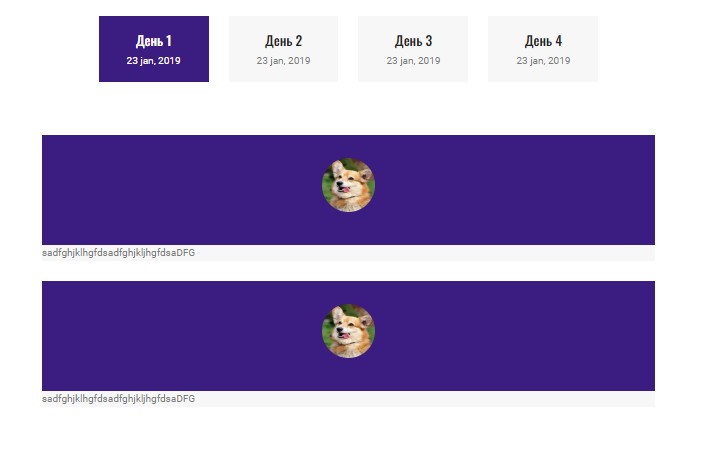 День 1
23 jan, 2019
День 2
23 jan, 2019
День 3
23 jan, 2019
День 4
23 jan, 2019
sadfghjklhgfdsadfghjkljhgfdsaDFG
sadfghjklhgfdsadfghjkljhgfdsaDFG